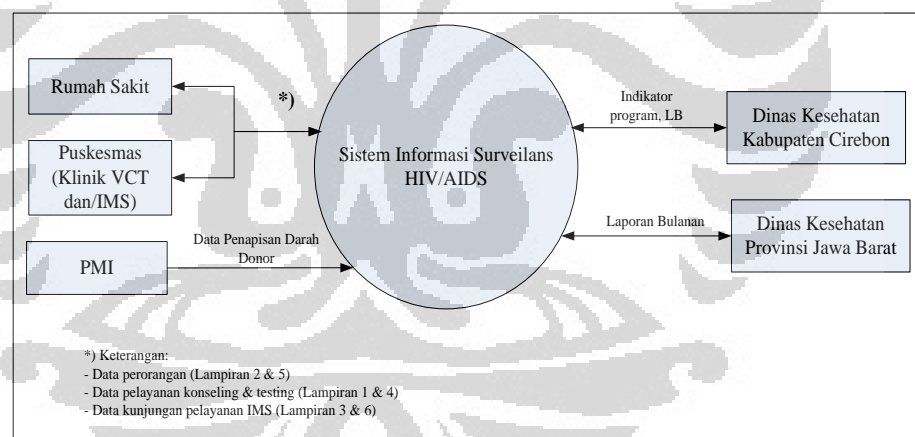 Rumah Sakit
*)
Puskesmas
(Klinik VCT
dan/IMS)
PMI
Data Penapisan Darah
Donor
Sistem Informasi Surveilans
HIV/AIDS
Indikator
program, LB
Dinas Kesehatan
Kabupaten Cirebon
Laporan Bulanan
Dinas Kesehatan
Provinsi Jawa Barat
*) Keterangan:
- Data perorangan (Lampiran 2 & 5)
- Data pelayanan konseling & testing (Lampiran 1 & 4)
- Data kunjungan pelayanan IMS (Lampiran 3 & 6)